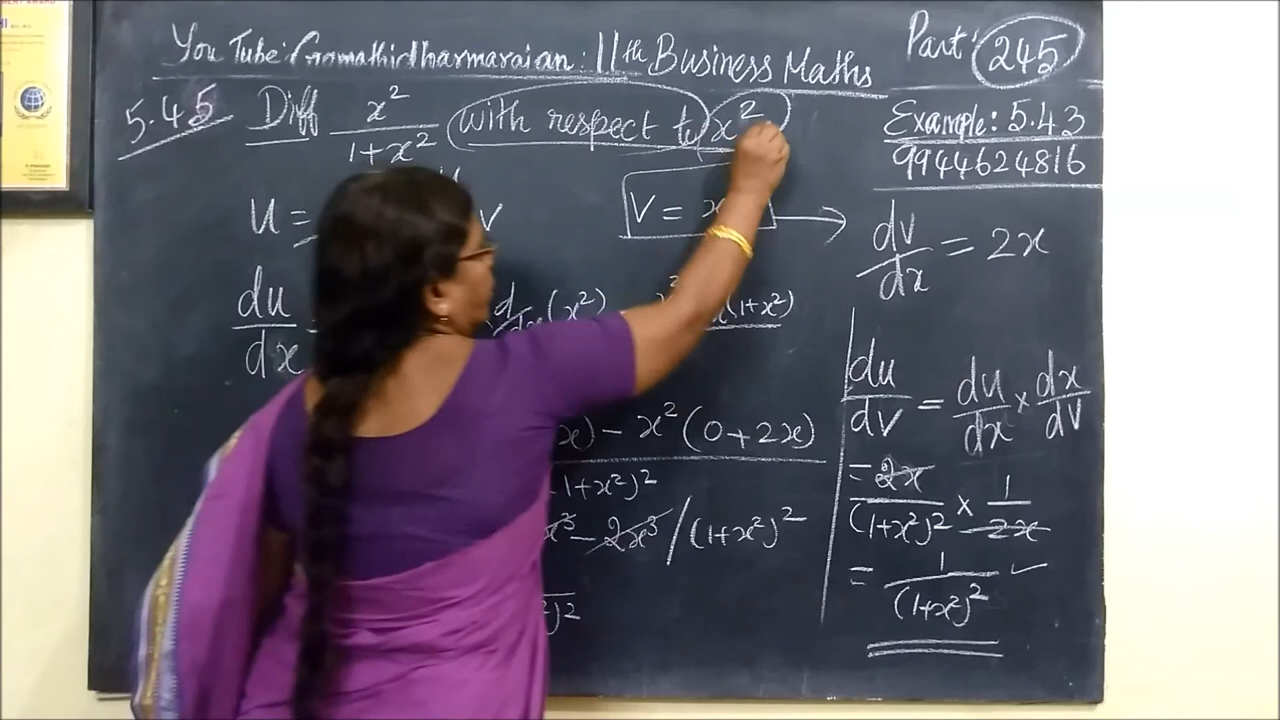 You Tube: Gomathidharmaraian: 11th Business Maths
Part: 245
5.45 Diff x²/(1+x²) with respect to x²
Example: 5.43
9944624816
u =
v
V =
dv/dx = 2x
du/dx
d/dx (x²)
(1+x²)
x) - x² (0+2x)
1+x²)²
x³ - 2x³ / (1+x²)²
)²
du/dv = du/dx × dx/dv
= 2x/(1+x²)² × 1/2x
= 1/(1+x²)²